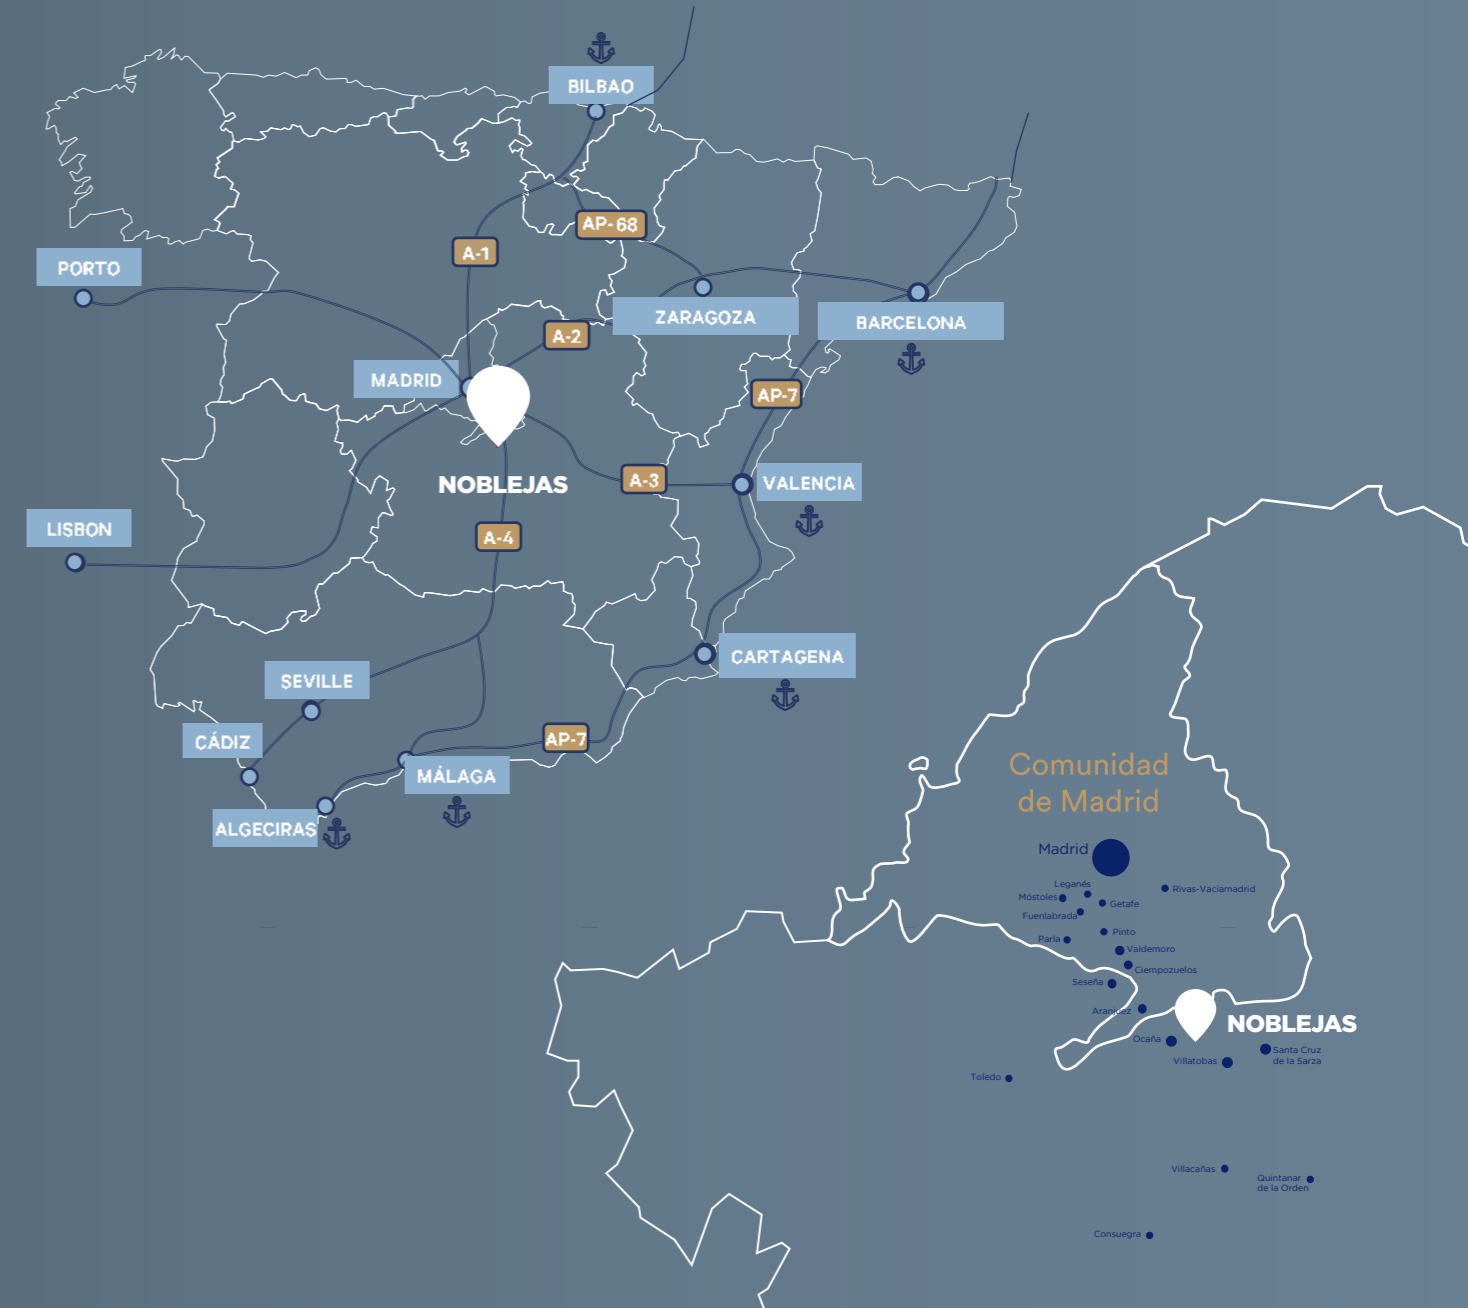 BILBAO
AP-68
A-1
PORTO
ZARAGOZA
BARCELONA
A-2
MADRID
AP-7
NOBLEJAS
A-3
VALENCIA
LISBON
A-4
CARTAGENA
SEVILLE
CÁDIZ
AP-7
MÁLAGA
ALGECIRAS
Comunidad
de Madrid
Madrid
Leganés
Rivas-Vaciamadrid
Móstoles
Getafe
Fuenlabrada
Pinto
Parla
Valdemoro
Ciempozuelos
Seseña
Aranjuez
NOBLEJAS
Ocaña
Santa Cruz
de la Sarza
Villatobas
Toledo
Villacañas
Quintanar
de la Orden
Consuegra